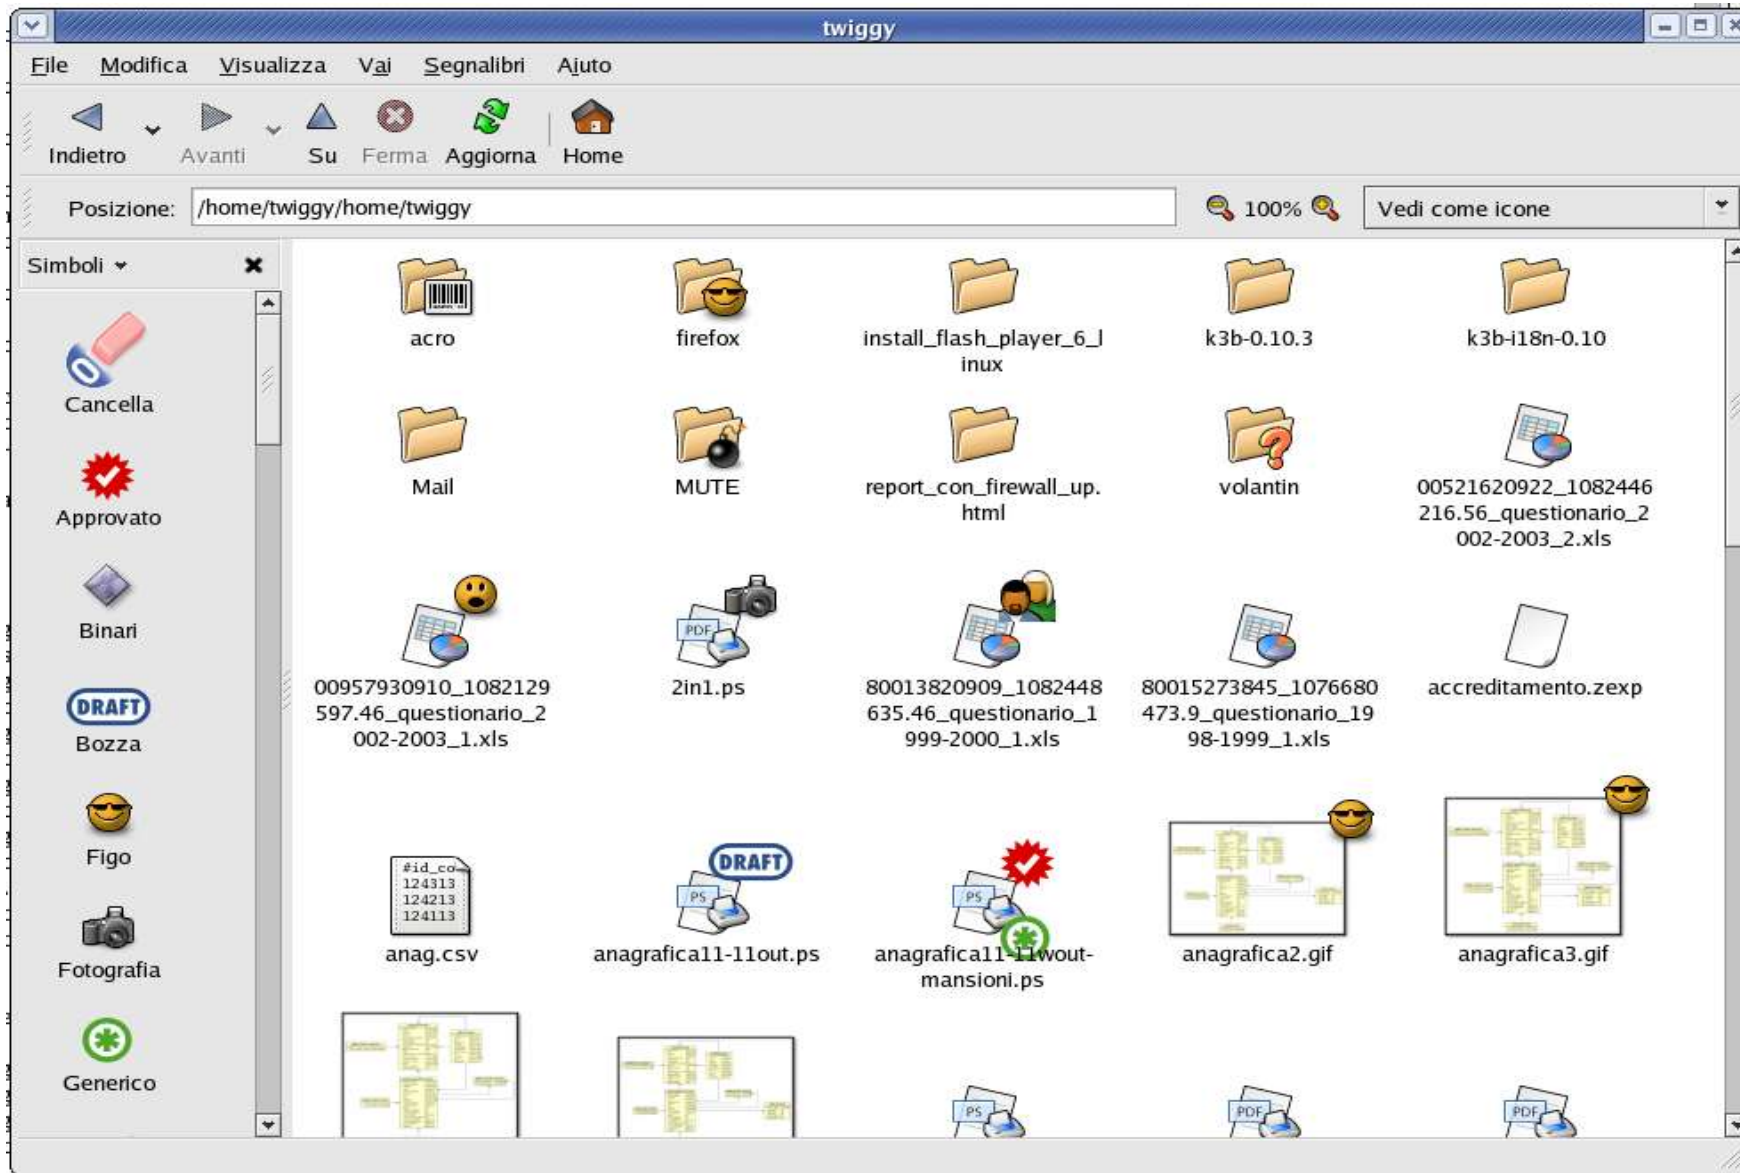 twiggy
File Modifica Visualizza Vai Segnalibri Aiuto
Indietro Avanti Su Ferma Aggiorna Home
Posizione: /home/twiggy/home/twiggy 100% Vedi come icone
Simboli
Cancella
Approvato
Binari
DRAFT
Bozza
Figo
Fotografia
Generico
acro
firefox
install_flash_player_6_l
inux
k3b-0.10.3
k3b-i18n-0.10
Mail
MUTE
report_con_firewall_up.
html
volantin
00521620922_1082446
216.56_questionario_2
002-2003_2.xls
00957930910_1082129
597.46_questionario_2
002-2003_1.xls
PDF
2in1.ps
80013820909_1082448
635.46_questionario_1
999-2000_1.xls
80015273845_1076680
473.9_questionario_19
98-1999_1.xls
accreditamento.zexp
#id_co
124313
124213
124113
anag.csv
DRAFT
PS
anagrafica11-11out.ps
PS
anagrafica11-11wout-
mansioni.ps
anagrafica2.gif
anagrafica3.gif
PS
PDF
PDF